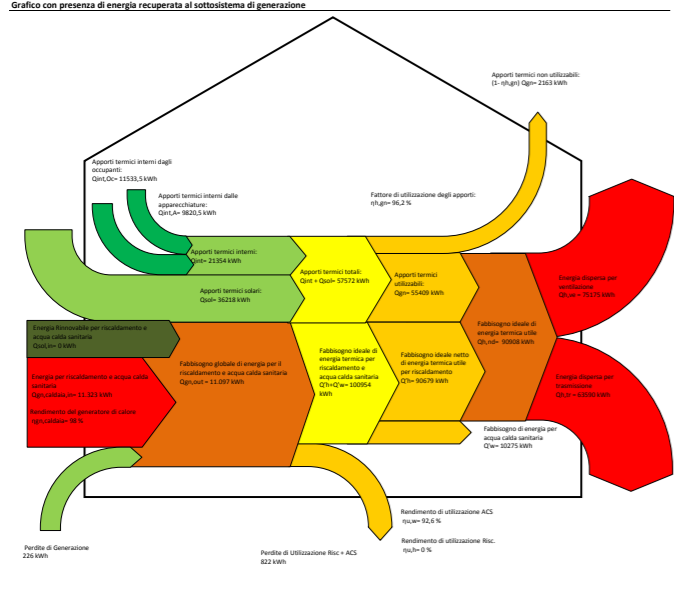 Grafico con presenza di energia recuperata al sottosistema di generazione
Apporti termici non utilizzabili:
(1- ηh,gn) Qgn= 2163 kWh
Apporti termici interni dagli
occupanti:
Qint,Oc= 11533,5 kWh
Apporti termici interni dalle
apparecchiature:
Qint,A= 9820,5 kWh
Fattore di utilizzazione degli apporti:
ηh,gn= 96,2 %
Apporti termici interni:
Qint= 21354 kWh
Apporti termici solari:
Qsol= 36218 kWh
Apporti termici totali:
Qint + Qsol= 57572 kWh
Apporti termici
utilizzabili:
Qgn= 55409 kWh
Energia dispersa per
ventilazione
Qh,ve = 75175 kWh
Energia Rinnovabile per riscaldamento e
acqua calda sanitaria
Qsol,in= 0 kWh
Fabbisogno ideale di
energia termica utile
Qh,nd= 90908 kWh
Fabbisogno globale di energia per il
riscaldamento e acqua calda sanitaria
Qgn,out = 11.097 kWh
Fabbisogno ideale di
energia termica per
riscaldamento e
acqua calda sanitaria
Q'h+Q'w= 100954
kWh
Fabbisogno ideale netto
di energia termica utile
per riscaldamento
Q'h= 90679 kWh
Energia per riscaldamento e acqua calda
sanitaria
Qgn,caldaia,in= 11.323 kWh
Rendimento del generatore di calore
ηgn,caldaia= 98 %
Energia dispersa per
trasmissione
Qh,tr = 63590 kWh
Fabbisogno di energia per
acqua calda sanitaria
Q'w= 10275 kWh
Rendimento di utilizzazione ACS
ηu,w= 92,6 %
Rendimento di utilizzazione Risc.
ηu,h= 0 %
Perdite di Generazione
226 kWh
Perdite di Utilizzazione Risc + ACS
822 kWh